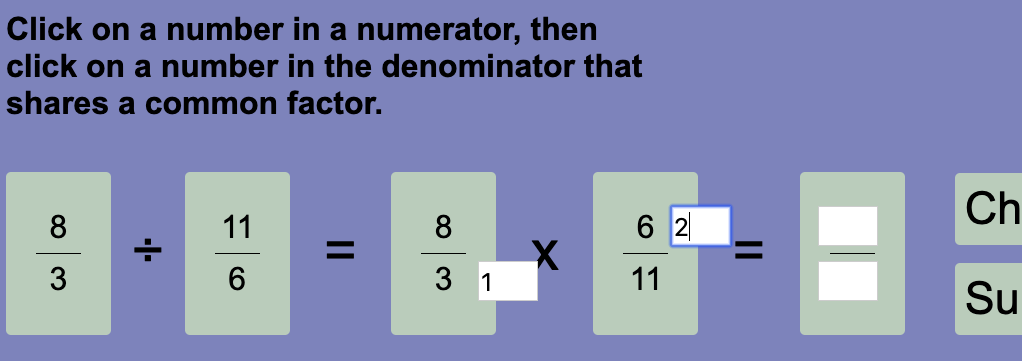 Click on a number in a numerator, then
click on a number in the denominator that
shares a common factor.
8 11 8 6 2 Ch
÷ = x =
3 6 3 1 11 Su